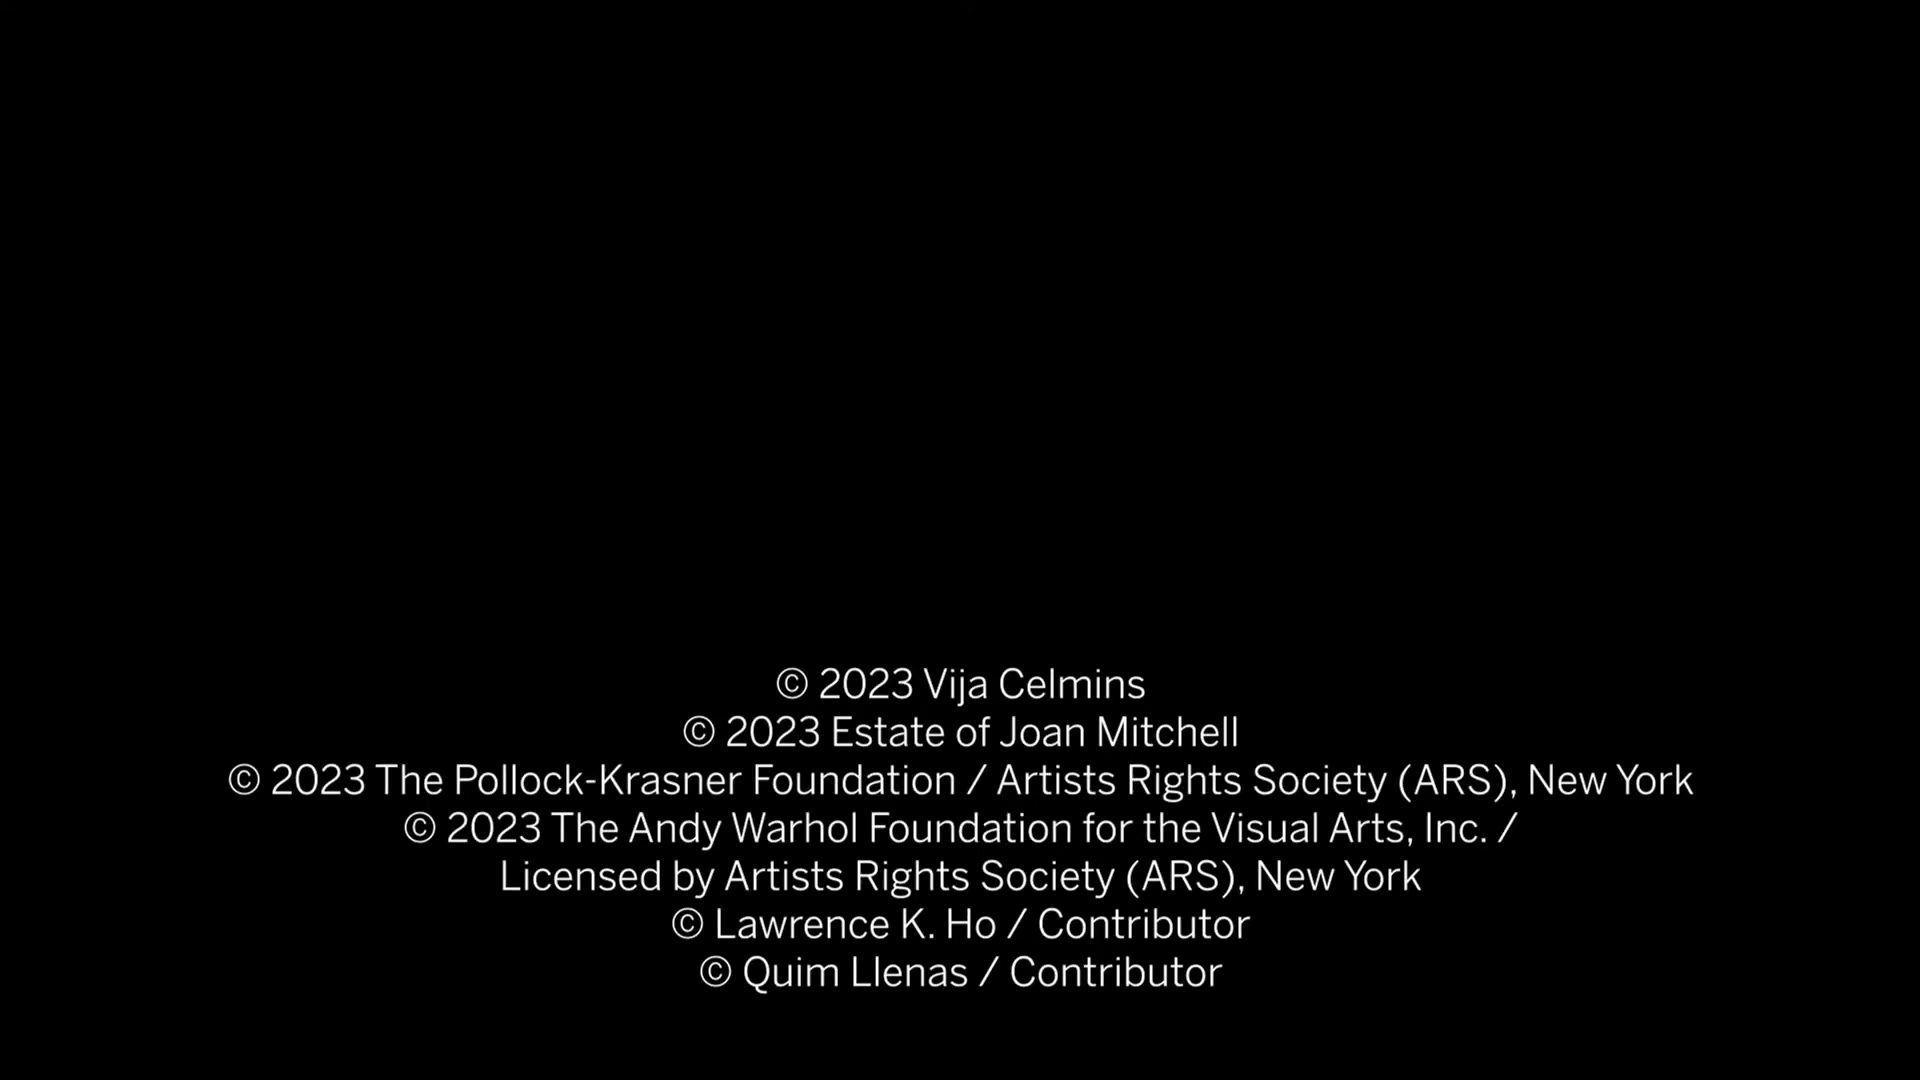 © 2023 Vija Celmins
© 2023 Estate of Joan Mitchell
© 2023 The Pollock-Krasner Foundation / Artists Rights Society (ARS), New York
© 2023 The Andy Warhol Foundation for the Visual Arts, Inc. /
Licensed by Artists Rights Society (ARS), New York
© Lawrence K. Ho / Contributor
© Quim Llenas / Contributor